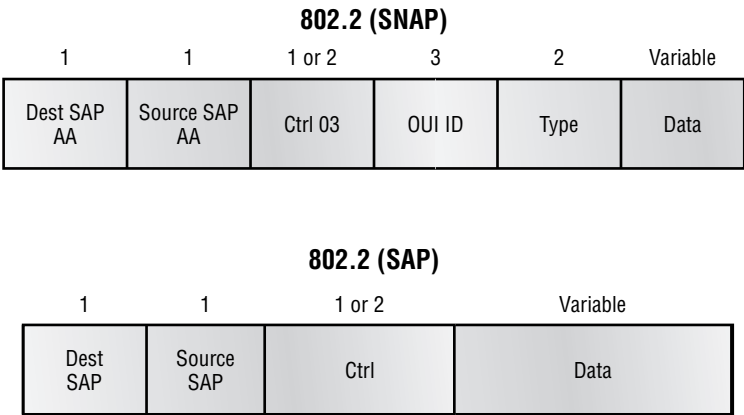 802.2 (SNAP)
1 1 1 or 2 3 2 Variable
Dest SAP AA
Source SAP AA
Ctrl 03
OUI ID
Type
Data
802.2 (SAP)
1 1 1 or 2 Variable
Dest SAP
Source SAP
Ctrl
Data